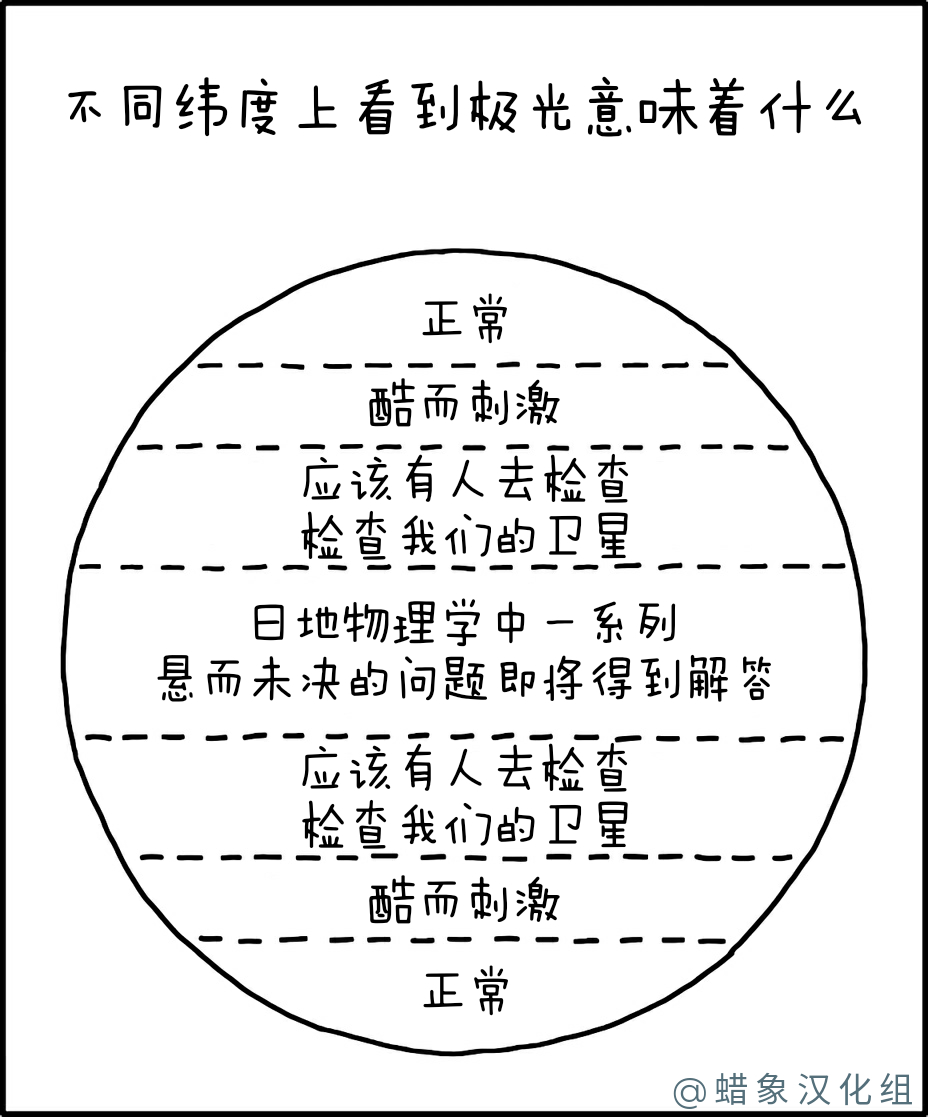 不同纬度上看到极光意味着什么
正常
酷而刺激
应该有人去检查
检查我们的卫星
日地物理学中一系列
悬而未决的问题即将得到解答
应该有人去检查
检查我们的卫星
酷而刺激
正常
@蜡象汉化组